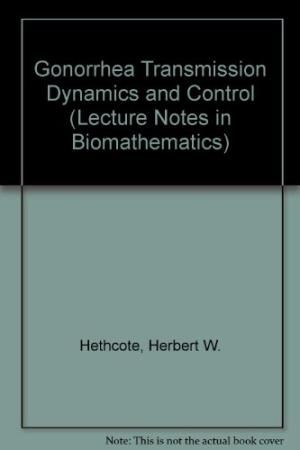 Gonorrhea Transmission
Dynamics and Control
(Lecture Notes in
Biomathematics)
Hethcote, Herbert W.
Note: This is not the actual book cover